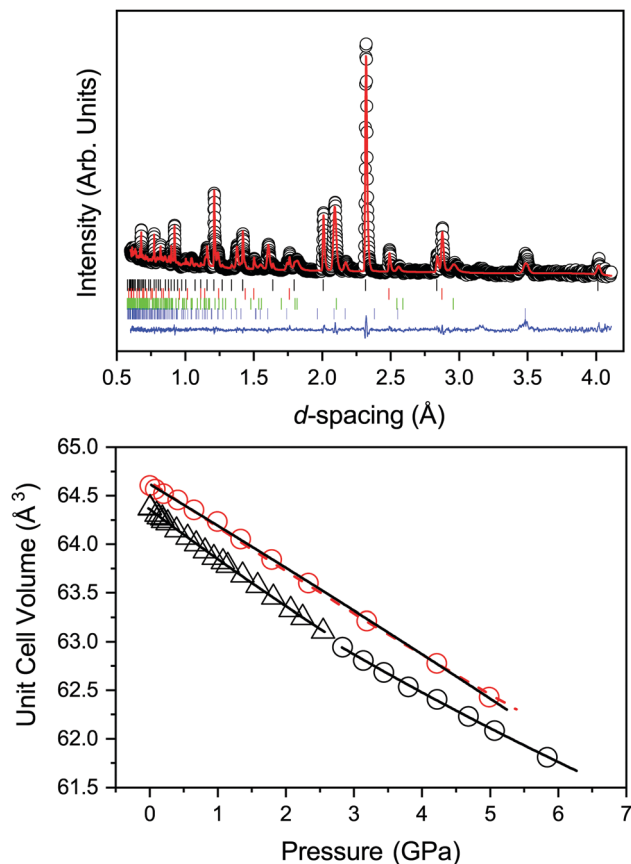 Intensity (Arb. Units)
0.5 1.0 1.5 2.0 2.5 3.0 3.5 4.0
d-spacing (Å)
65.0
64.5
64.0
63.5
63.0
62.5
62.0
61.5
Unit Cell Volume (Å³)
0 1 2 3 4 5 6 7
Pressure (GPa)